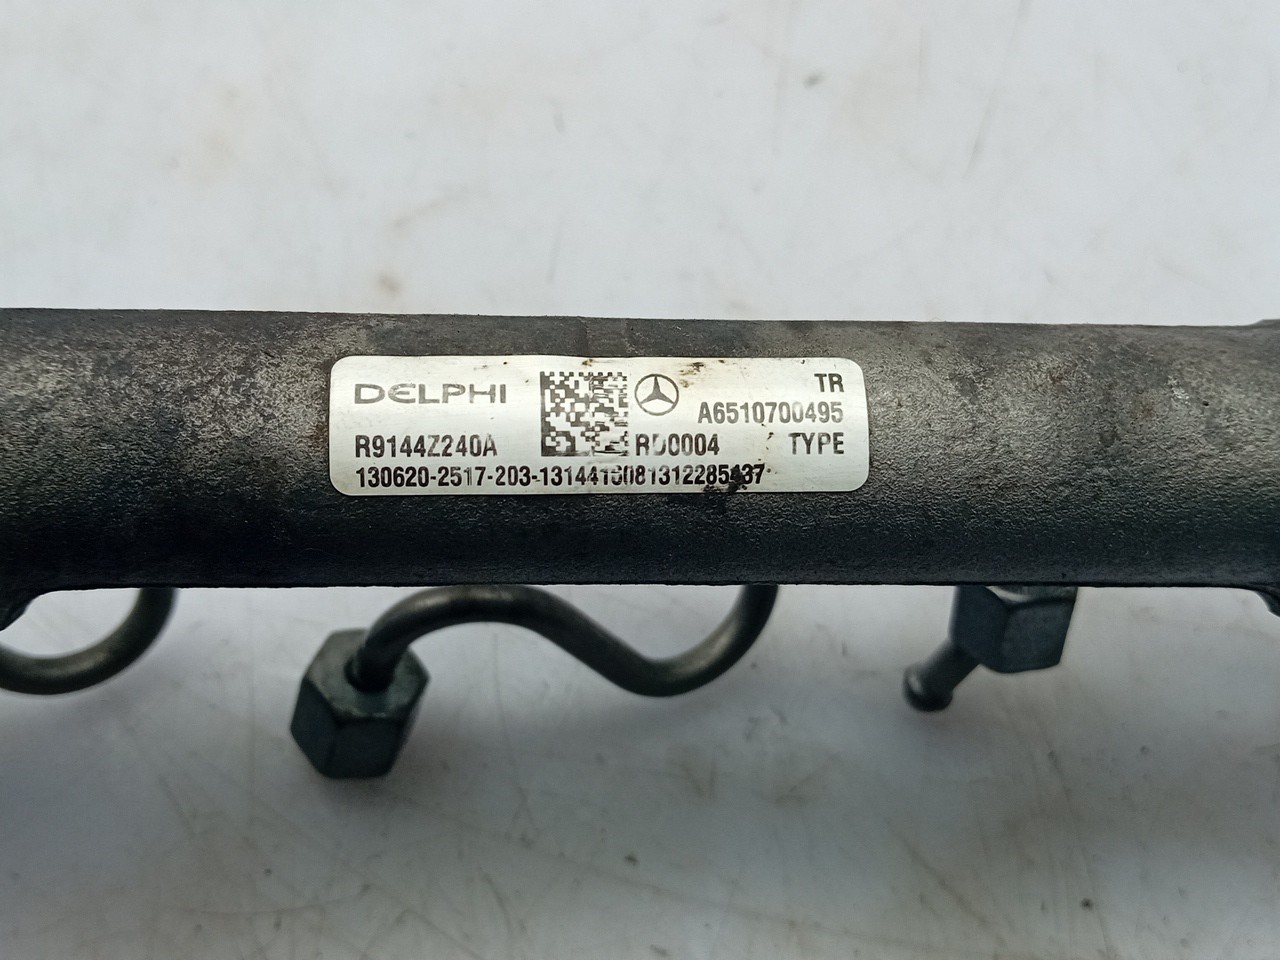 DELPHI TR
A6510700495
R9144Z240A RD0004 TYPE
130620-2517-203-1314415081312285437